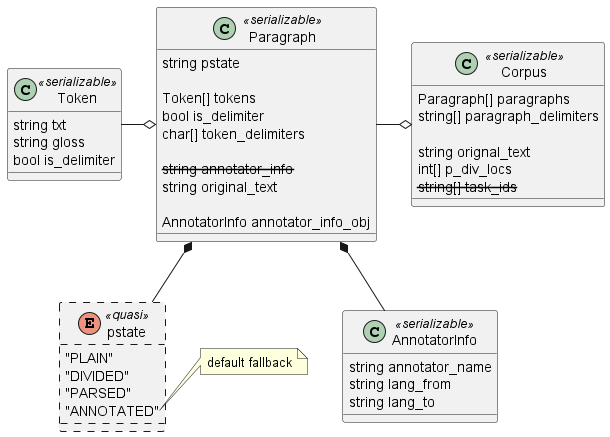 C «serializable»
Token
string txt
string gloss
bool is_delimiter
C «serializable»
Paragraph
string pstate
Token[] tokens
bool is_delimiter
char[] token_delimiters
string annotator_info
string original_text
AnnotatorInfo annotator_info_obj
C «serializable»
Corpus
Paragraph[] paragraphs
string[] paragraph_delimiters
string orignal_text
int[] p_div_locs
string[] task_ids
E «quasi»
pstate
"PLAIN"
"DIVIDED"
"PARSED"
"ANNOTATED"
default fallback
C «serializable»
AnnotatorInfo
string annotator_name
string lang_from
string lang_to